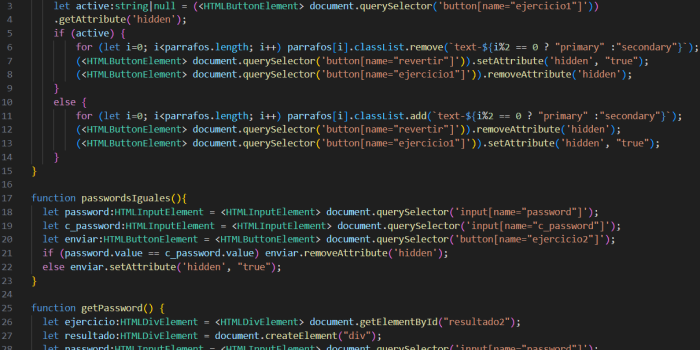 3 let active:string|null = (<HTMLButtonElement> document.querySelector('button[name="ejercicio1"]'))
4 .getAttribute('hidden');
5 if (active) {
6 for (let i=0; i<parrafos.length; i++) parrafos[i].classList.remove(`text-${i%2 == 0 ? "primary" :"secondary"}`);
7 (<HTMLButtonElement> document.querySelector('button[name="revertir"]')).setAttribute('hidden', "true");
8 (<HTMLButtonElement> document.querySelector('button[name="ejercicio1"]')).removeAttribute('hidden');
9 }
10 else {
11 for (let i=0; i<parrafos.length; i++) parrafos[i].classList.add(`text-${i%2 == 0 ? "primary" :"secondary"}`);
12 (<HTMLButtonElement> document.querySelector('button[name="revertir"]')).removeAttribute('hidden');
13 (<HTMLButtonElement> document.querySelector('button[name="ejercicio1"]')).setAttribute('hidden', "true");
14 }
15 }
16
17 function passwordsIguales(){
18 let password:HTMLInputElement = <HTMLInputElement> document.querySelector('input[name="password"]');
19 let c_password:HTMLInputElement = <HTMLInputElement> document.querySelector('input[name="c_password"]');
20 let enviar:HTMLButtonElement = <HTMLButtonElement> document.querySelector('button[name="ejercicio2"]');
21 if (password.value == c_password.value) enviar.removeAttribute('hidden');
22 else enviar.setAttribute('hidden', "true");
23 }
24
25 function getPassword() {
26 let ejercicio:HTMLDivElement = <HTMLDivElement> document.getElementById("resultado2");
27 let resultado:HTMLDivElement = document.createElement("div");
28 let password:HTMLInputElement = <HTMLInputElement> document.querySelector('input[name="password"]');